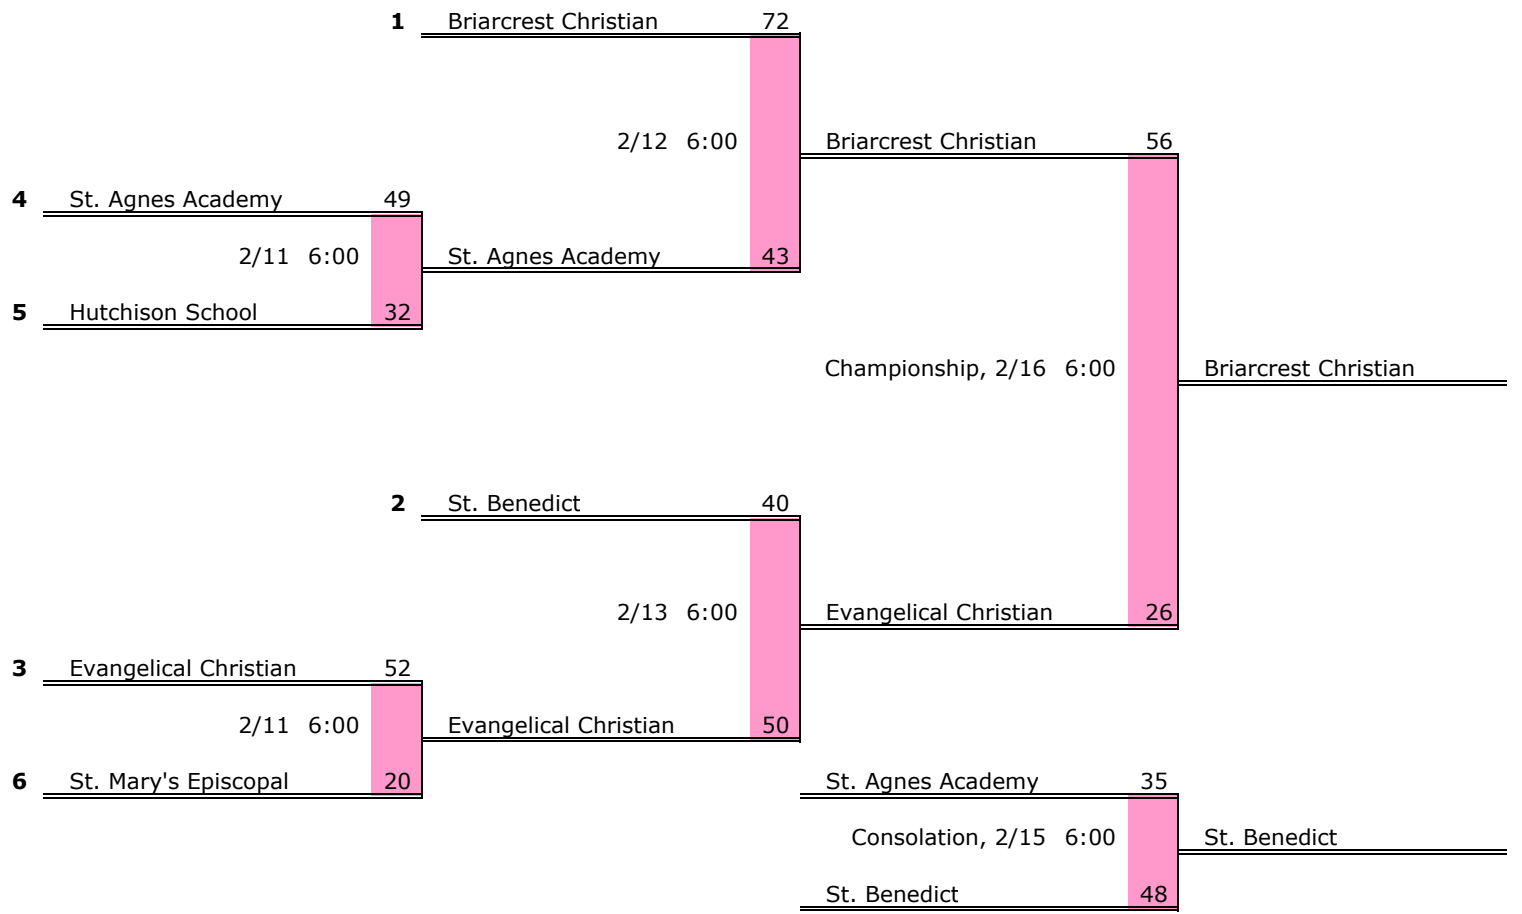 1 Briarcrest Christian 72
2/12 6:00 Briarcrest Christian 56
4 St. Agnes Academy 49
2/11 6:00 St. Agnes Academy 43
5 Hutchison School 32
Championship, 2/16 6:00 Briarcrest Christian
2 St. Benedict 40
2/13 6:00 Evangelical Christian 26
3 Evangelical Christian 52
2/11 6:00 Evangelical Christian 50
6 St. Mary's Episcopal 20 St. Agnes Academy 35
Consolation, 2/15 6:00 St. Benedict
St. Benedict 48